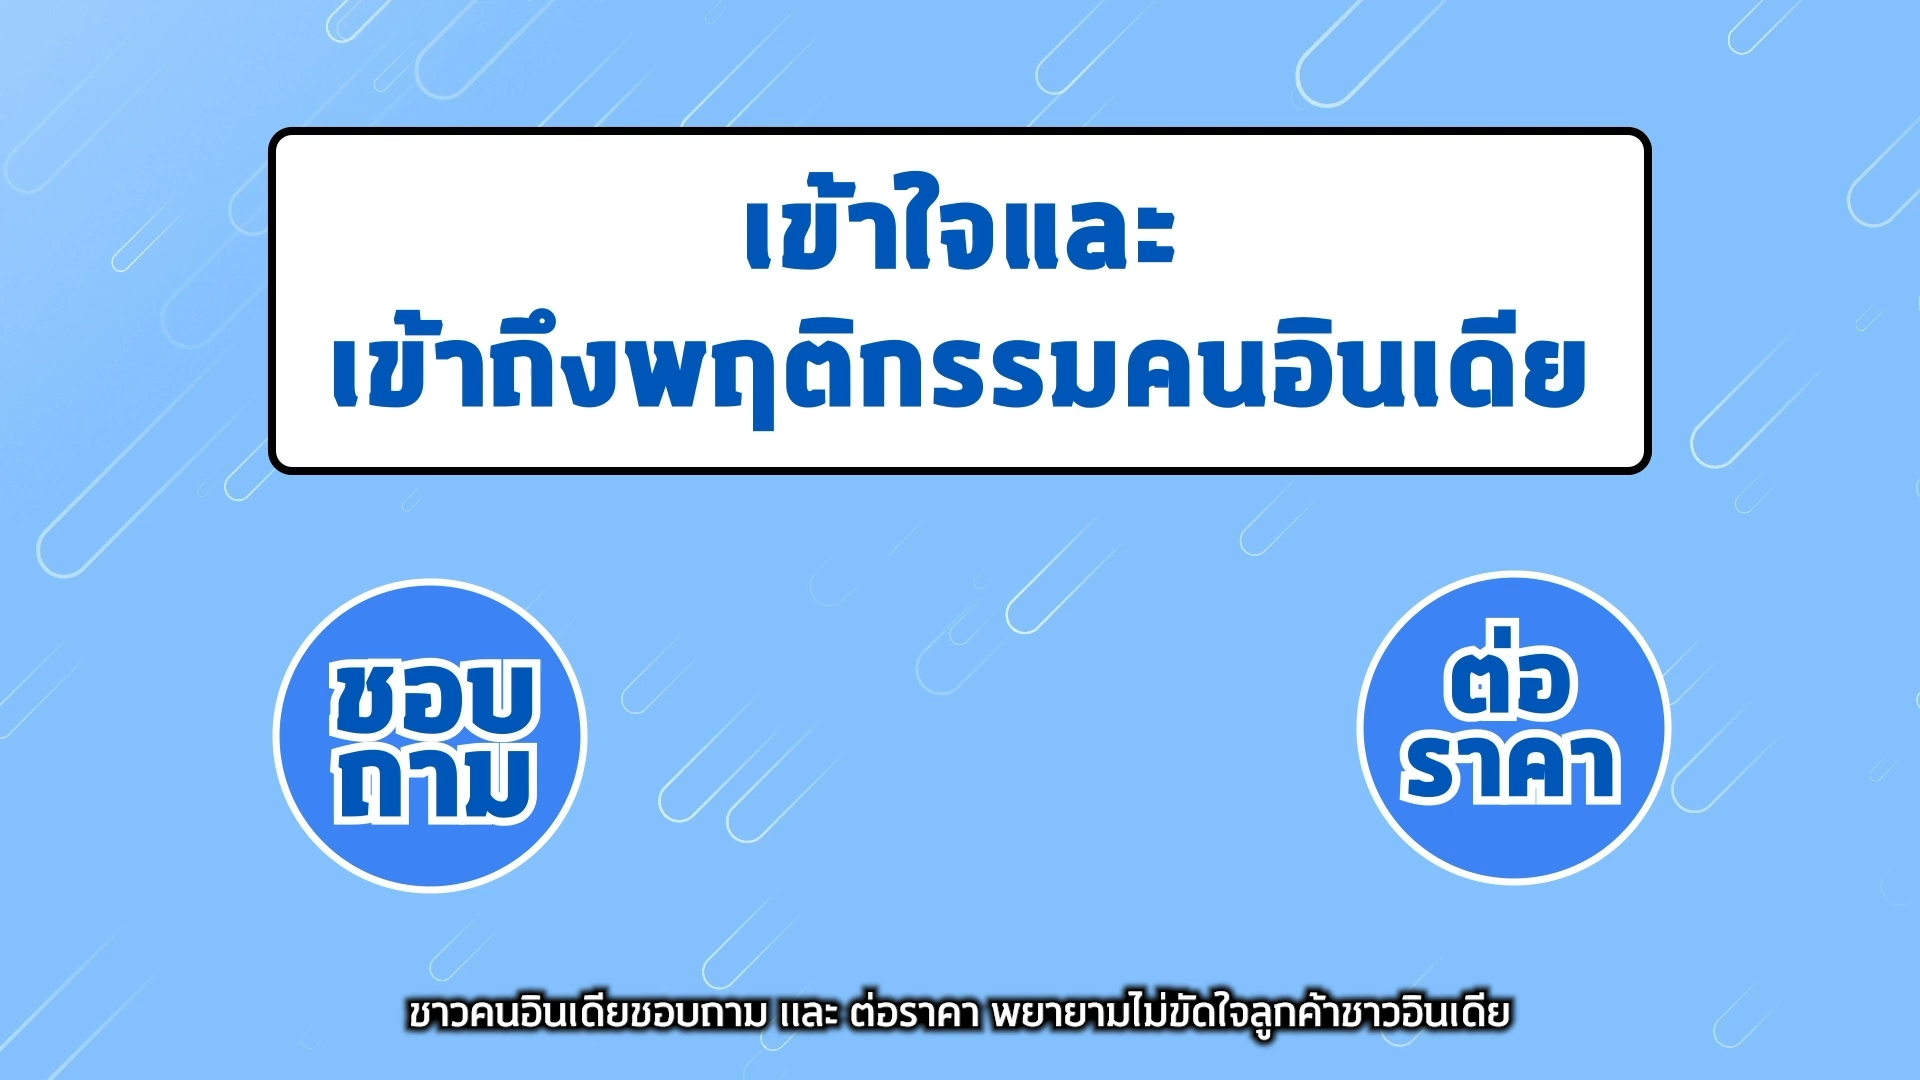 เข้าใจและ
เข้าถึงพฤติกรรมคนอินเดีย
ชอบ
ถาม
ต่อ
ราคา
ชาวคนอินเดียชอบถาม และ ต่อราคา พยายามไม่ขัดใจลูกค้าชาวอินเดีย